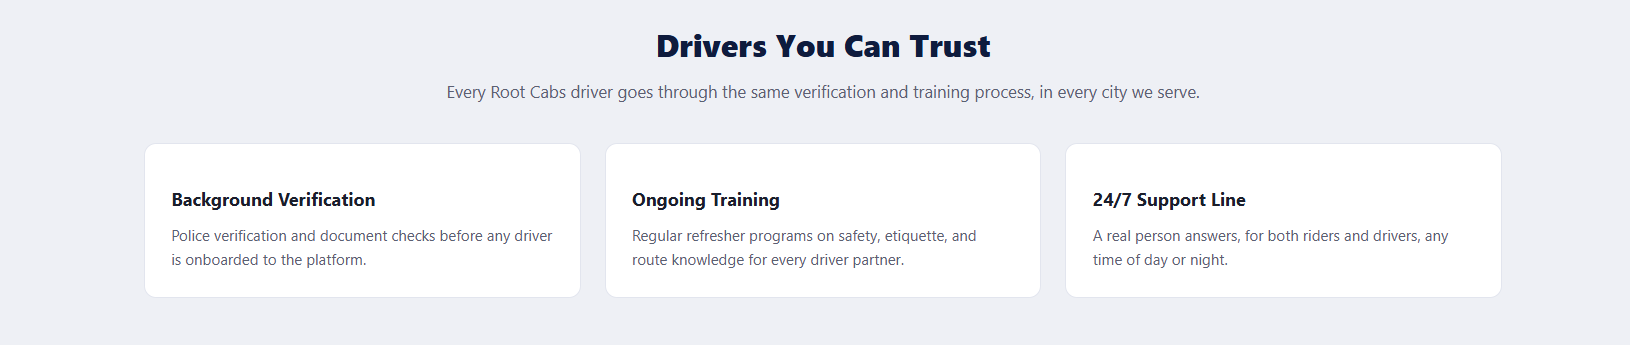 Drivers You Can Trust
Every Root Cabs driver goes through the same verification and training process, in every city we serve.
Background Verification
Police verification and document checks before any driver
is onboarded to the platform.
Ongoing Training
Regular refresher programs on safety, etiquette, and
route knowledge for every driver partner.
24/7 Support Line
A real person answers, for both riders and drivers, any
time of day or night.